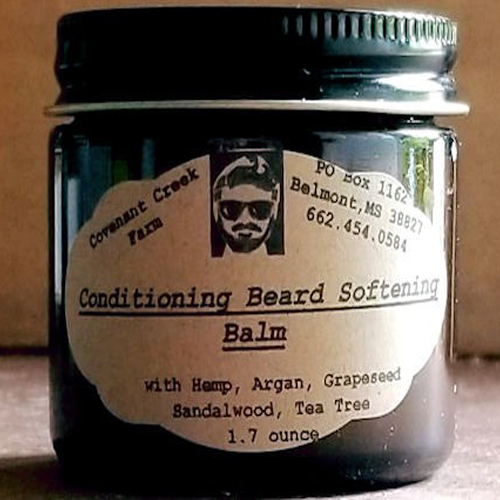 Covenant Creek
Farm
PO Box 1162
Belmont,MS 38827
662.454.0584
Conditioning Beard Softening
Balm
with Hemp, Argan, Grapeseed
Sandalwood, Tea Tree
1.7 ounce